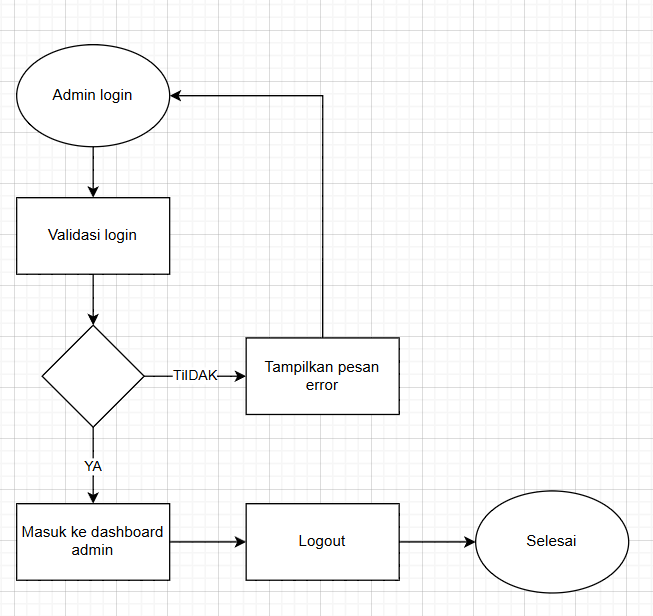 Admin login
Validasi login
TiIDAK
Tampilkan pesan
error
YA
Masuk ke dashboard
admin
Logout
Selesai